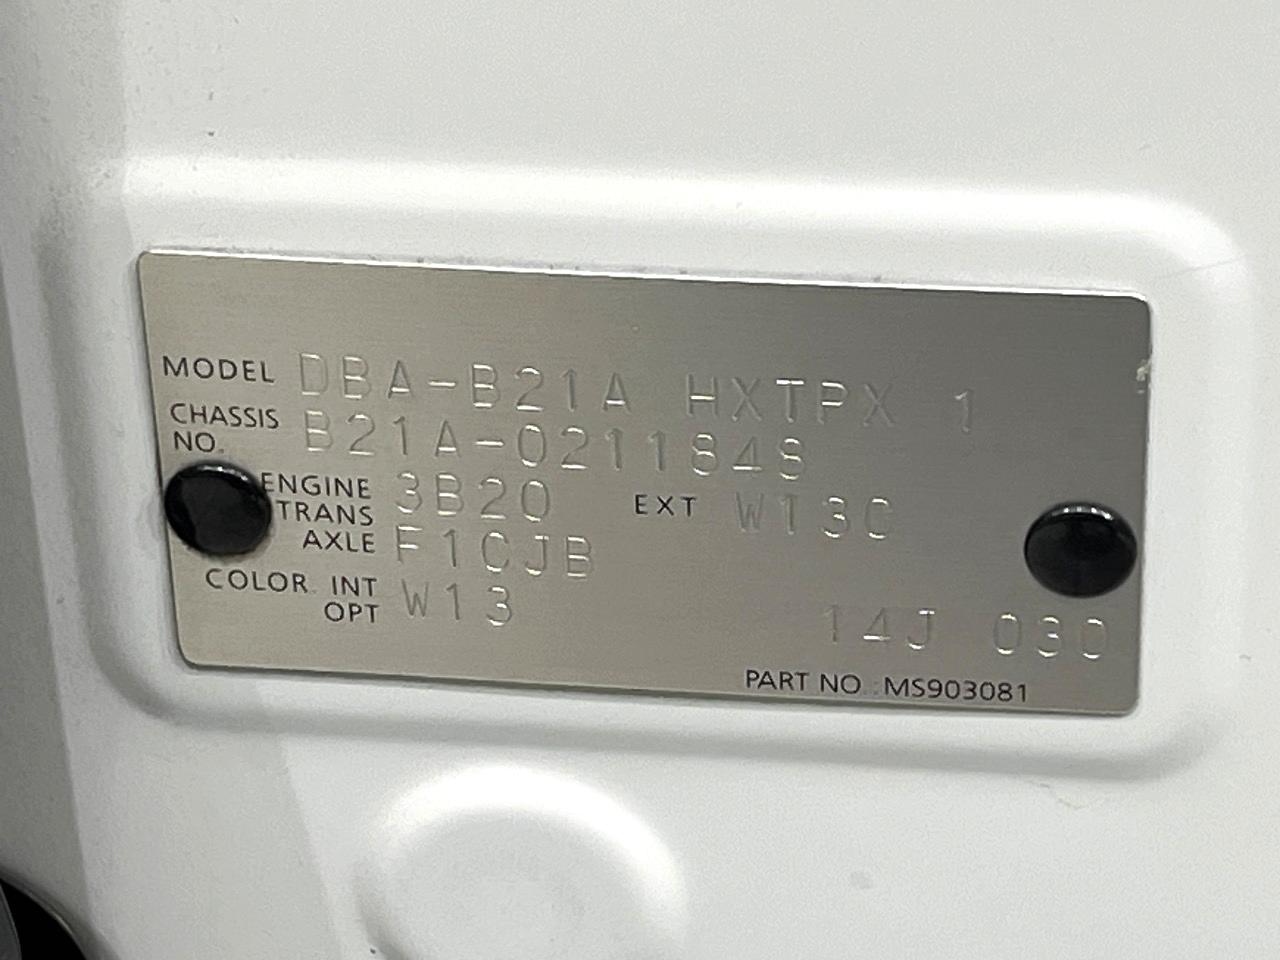 MODEL DBA-B21A HXTPX 1
CHASSIS NO. B21A-0211848
ENGINE 3B20 EXT W13C
TRANS AXLE F1CJB
COLOR INT OPT W13
14J 030
PART NO. MS903081